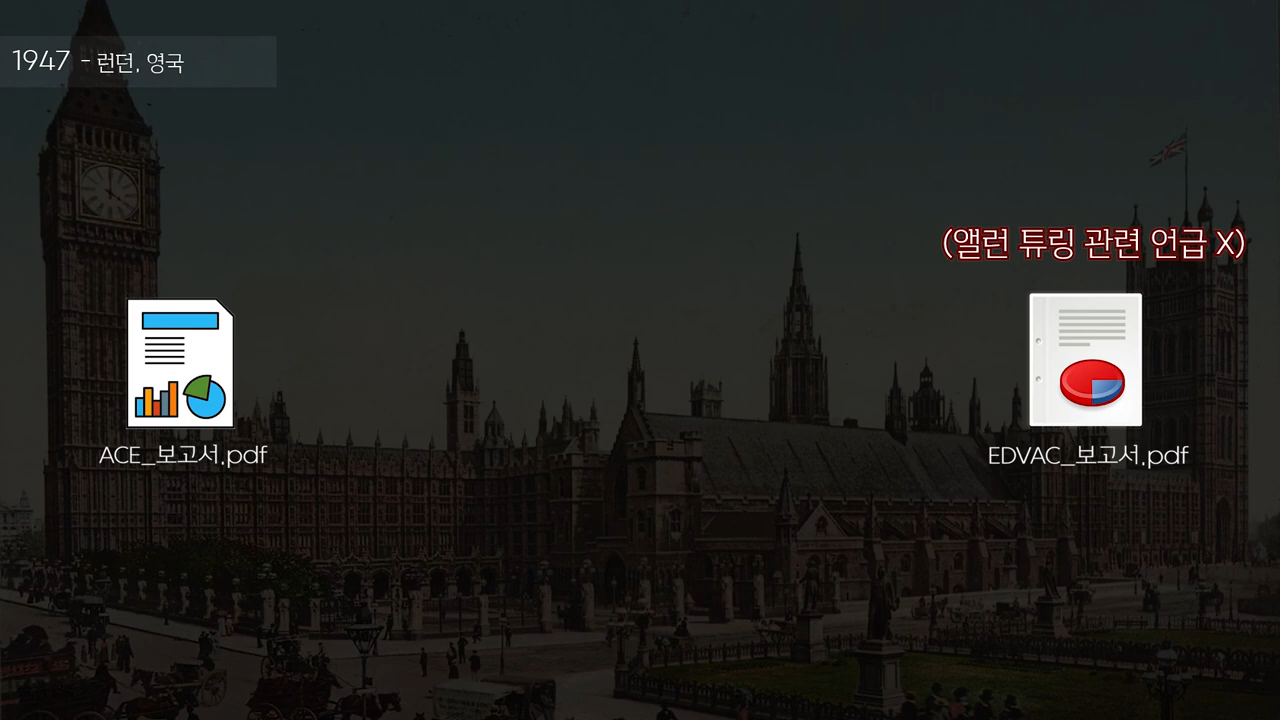 1947 - 런던, 영국
(앨런 튜링 관련 언급 X)
ACE_보고서.pdf
EDVAC_보고서.pdf